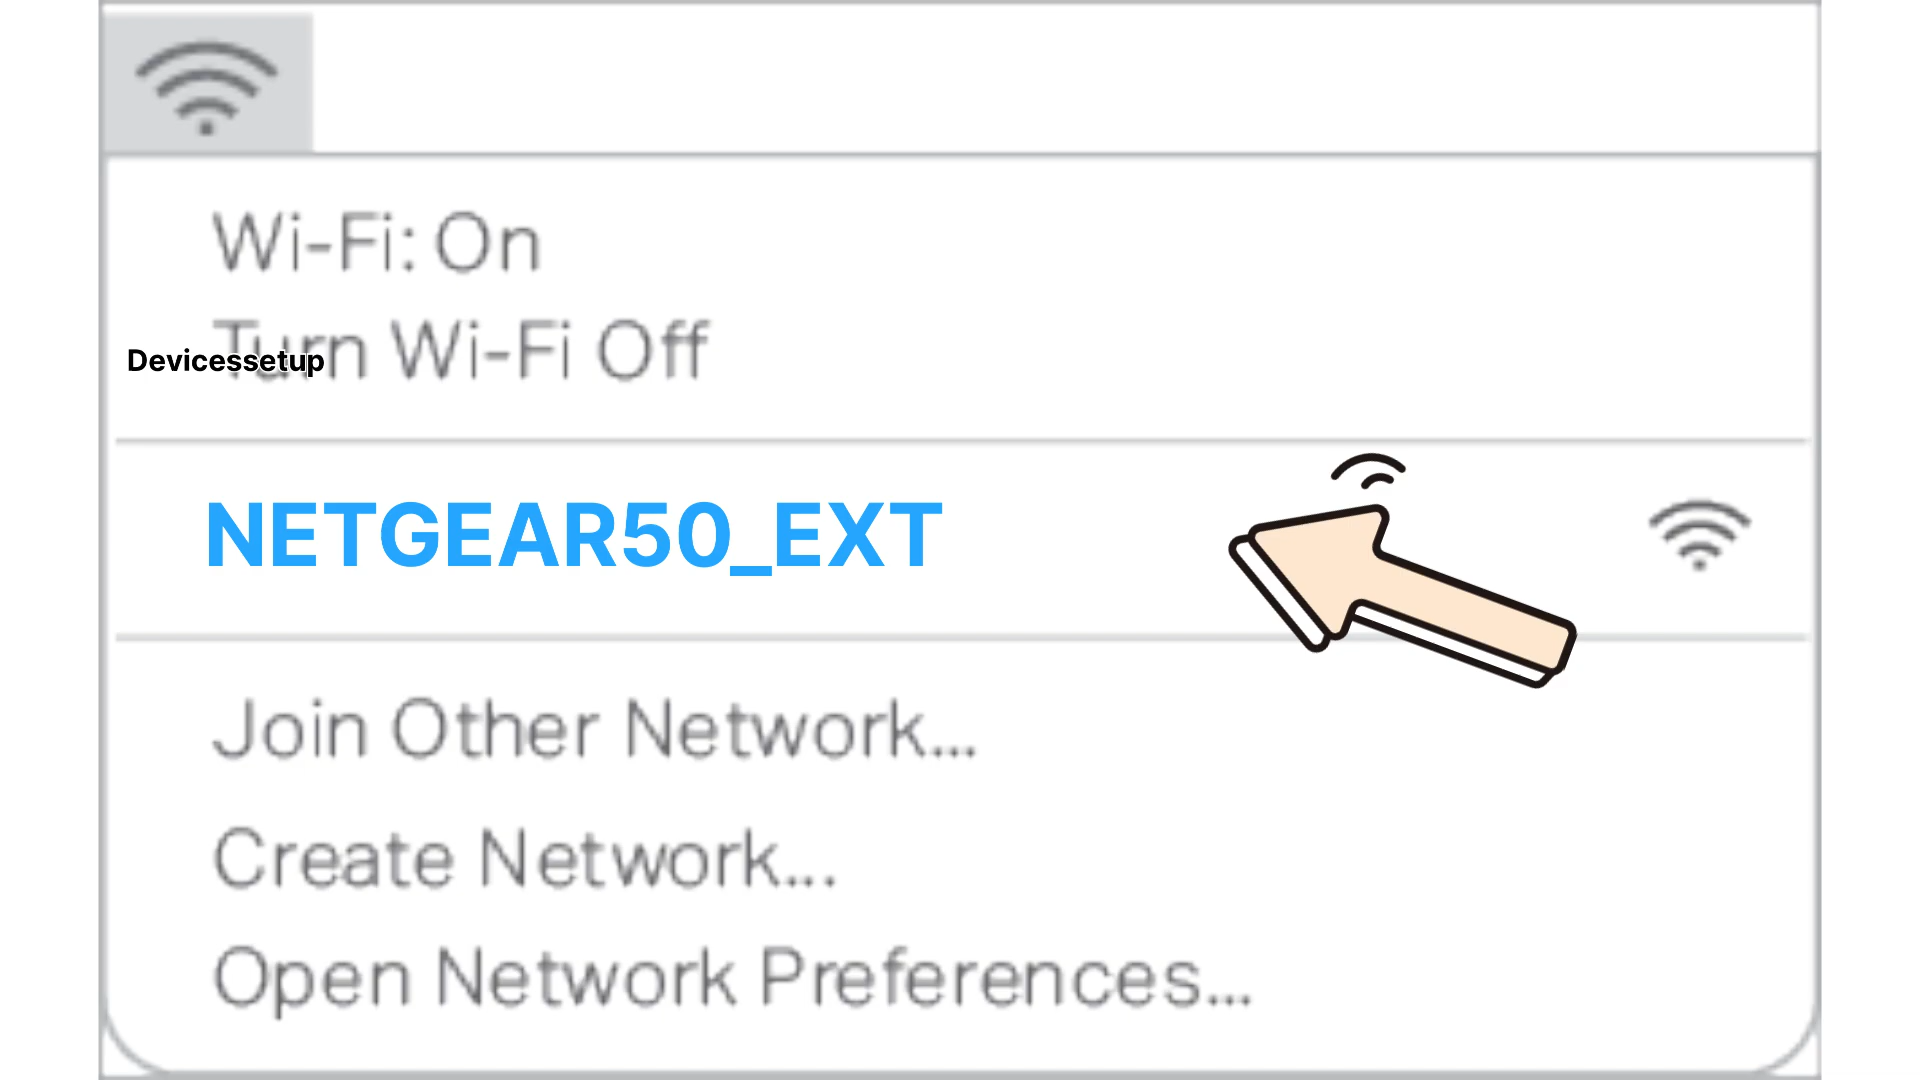 Wi-Fi: On
Turn Wi-Fi Off
Devicessetup
NETGEAR50_EXT
Join Other Network...
Create Network...
Open Network Preferences...